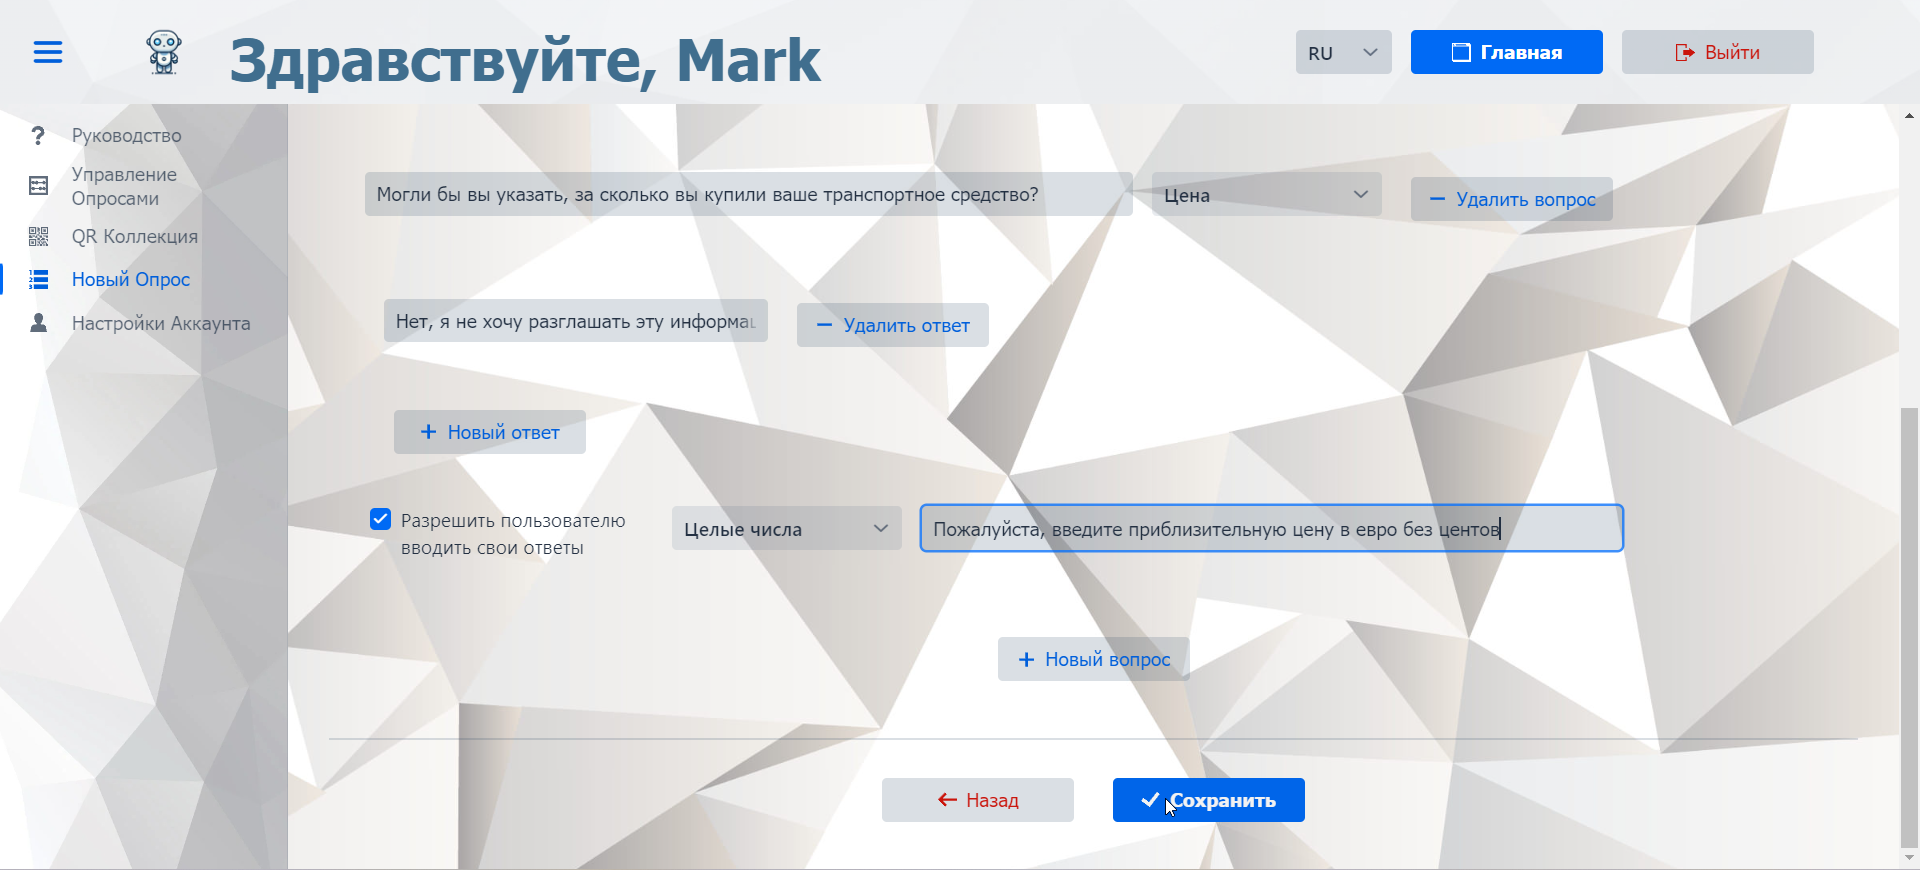 Здравствуйте, Mark
RU
Главная
Выйти
Руководство
Управление
Опросами
QR Коллекция
Новый Опрос
Настройки Аккаунта
Могли бы вы указать, за сколько вы купили ваше транспортное средство?
Цена
Удалить вопрос
Нет, я не хочу разглашать эту информац
Удалить ответ
Новый ответ
Разрешить пользователю
вводить свои ответы
Целые числа
Пожалуйста, введите приблизительную цену в евро без центов
Новый вопрос
Назад
Сохранить